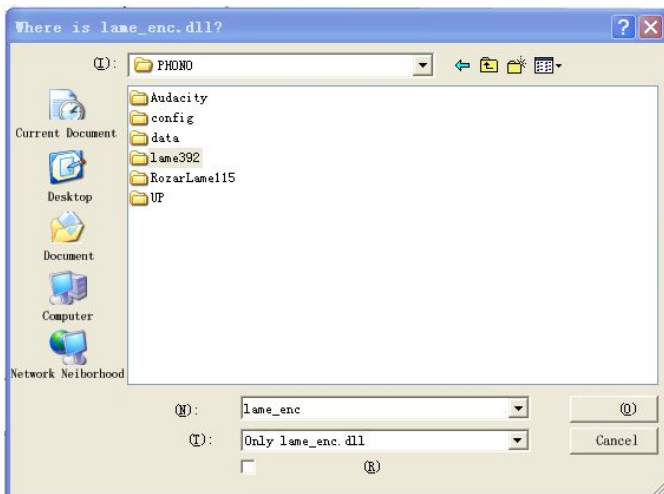 Where is lame_enc.dll?
(I): PHONO
Audacity
config
data
lame392
RozarLame115
UP
Current Document
Desktop
Document
Computer
Network Neiborhood
(N): lame_enc (O)
(T): Only lame_enc.dll Cancel
(R)